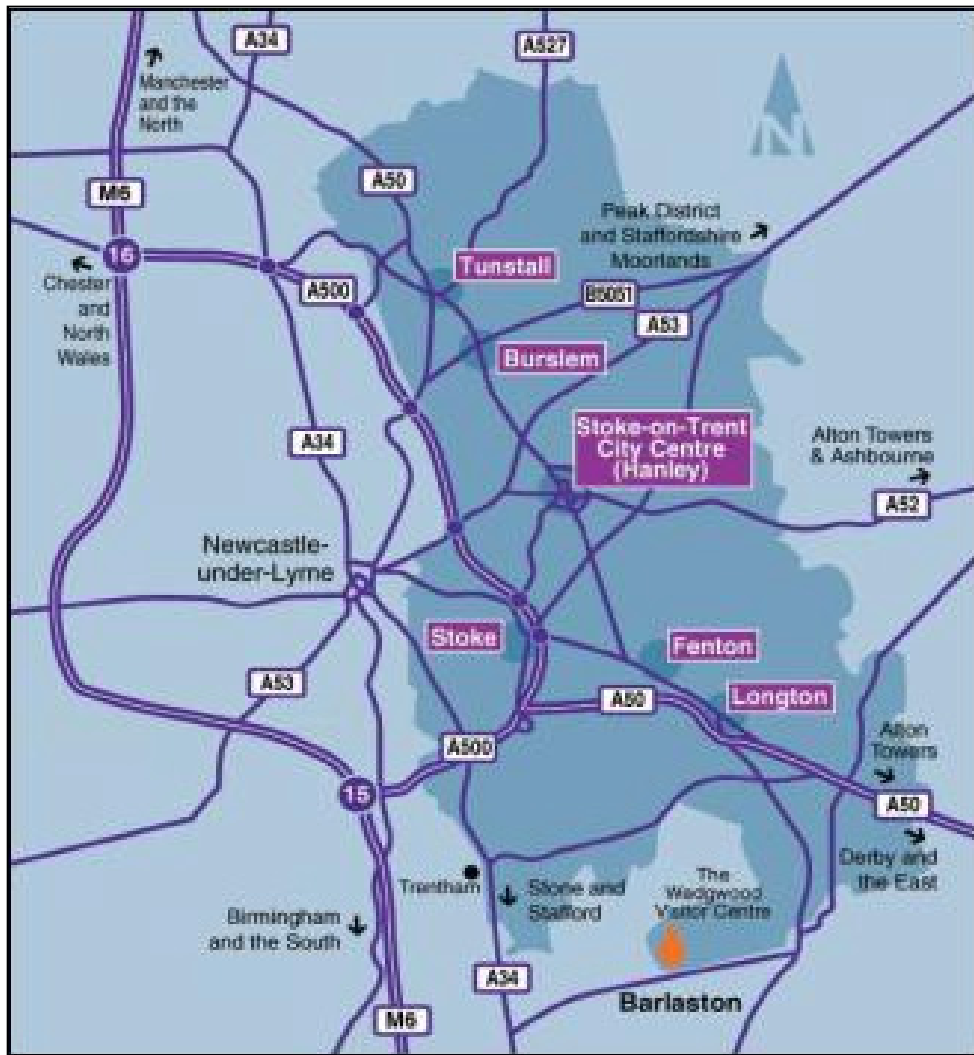 A34
A527
Manchester
and the
North
A50
M6
N
Peak District
and Staffordshire
Moorlands
16
Chester
and
North
Wales
A500
Tunstall
B5051
A53
Burslem
Stoke-on-Trent
City Centre
(Hanley)
A34
Alton Towers
& Ashbourne
A52
Newcastle-
under-Lyme
Stoke
Fenton
A53
A50
Longton
A500
Alton
Towers
15
A50
Derby and
the East
Trentham
Stone and
Stafford
The
Wedgwood
Visitor Centre
Birmingham
and the South
A34
Barlaston
M6